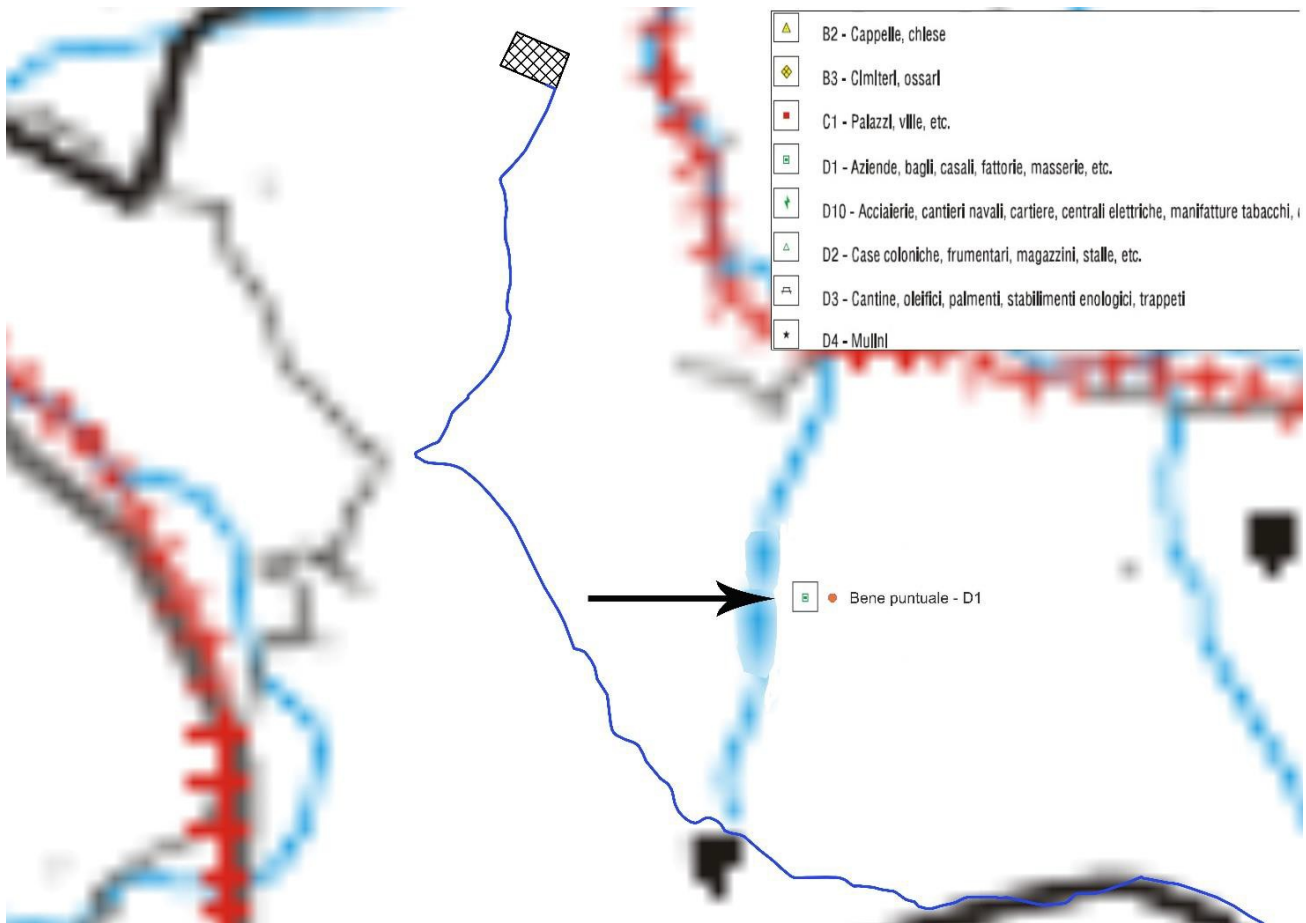 B2 - Cappelle, chiese
B3 - Cimiteri, ossari
C1 - Palazzi, ville, etc.
D1 - Aziende, bagli, casali, fattorie, masserie, etc.
D10 - Acciaierie, cantieri navali, cartiere, centrali elettriche, manifatture tabacchi,
D2 - Case coloniche, frumentari, magazzini, stalle, etc.
D3 - Cantine, oleifici, palmenti, stabilimenti enologici, trappeti
D4 - Mulini
Bene puntuale - D1